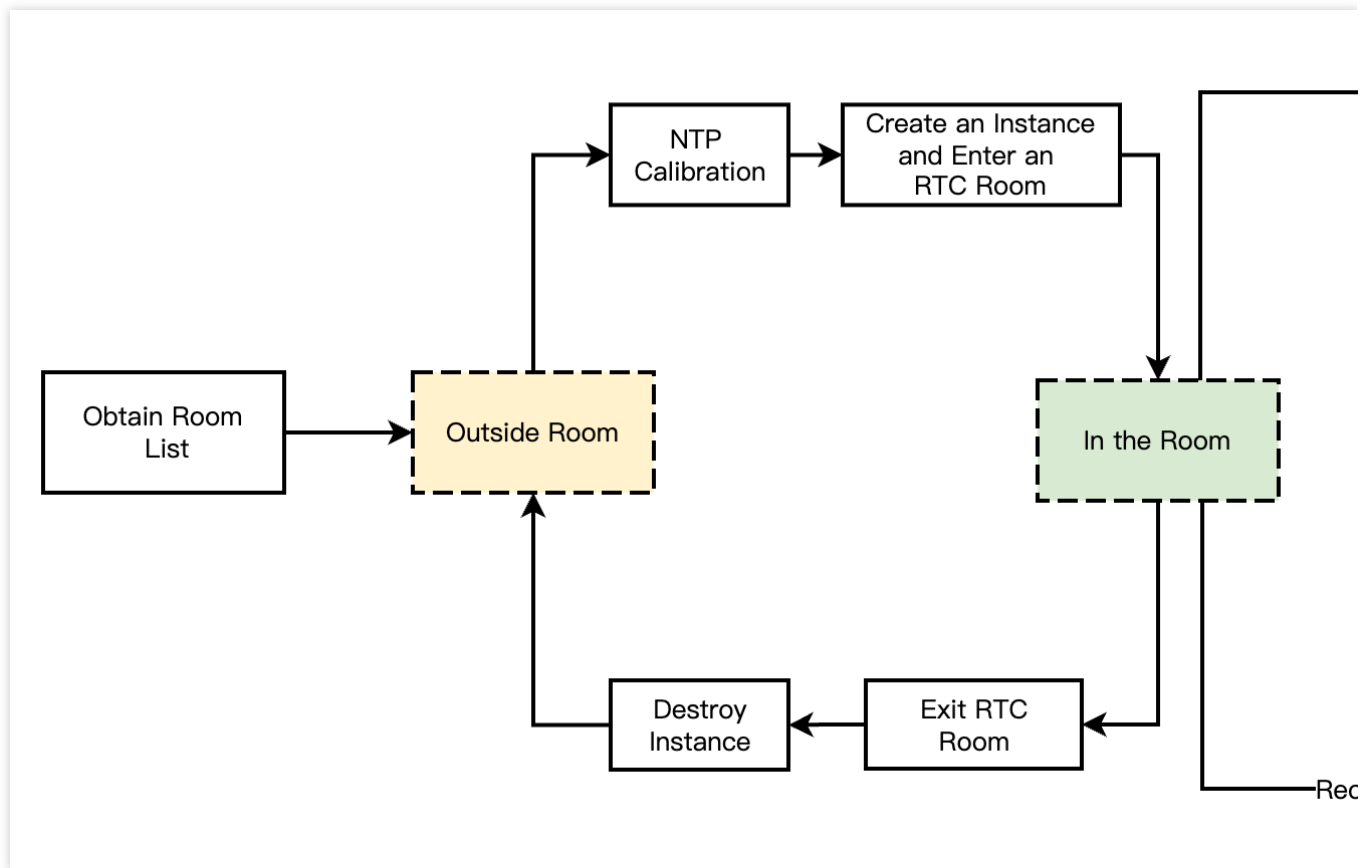 NTP
Calibration
Create an Instance
and Enter an
RTC Room
Obtain Room
List
Outside Room
In the Room
Destroy
Instance
Exit RTC
Room